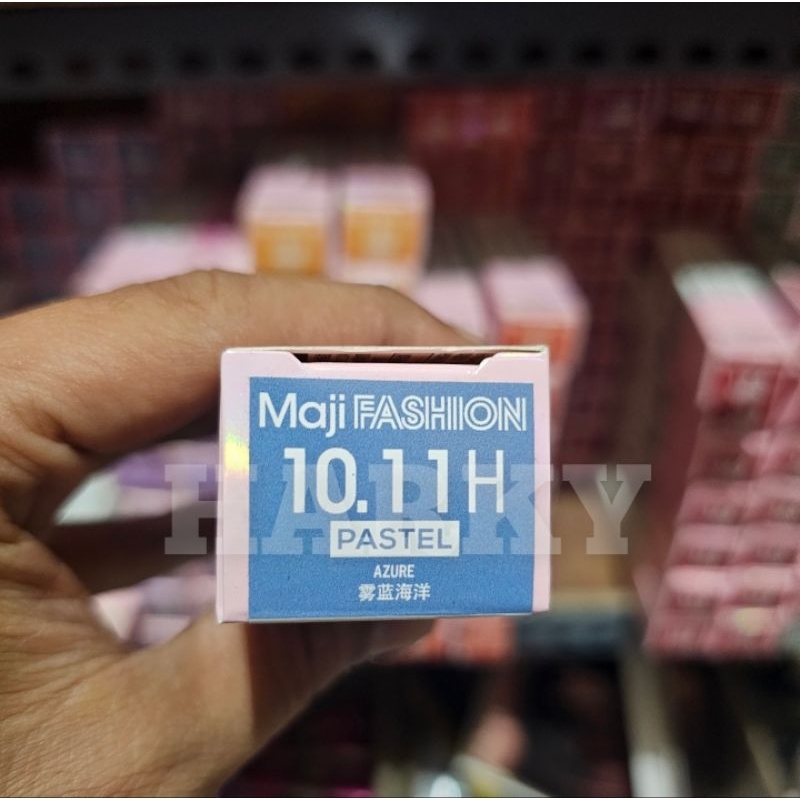 Maji FASHION
10.11H
HARKY
PASTEL
AZURE
雾蓝海洋